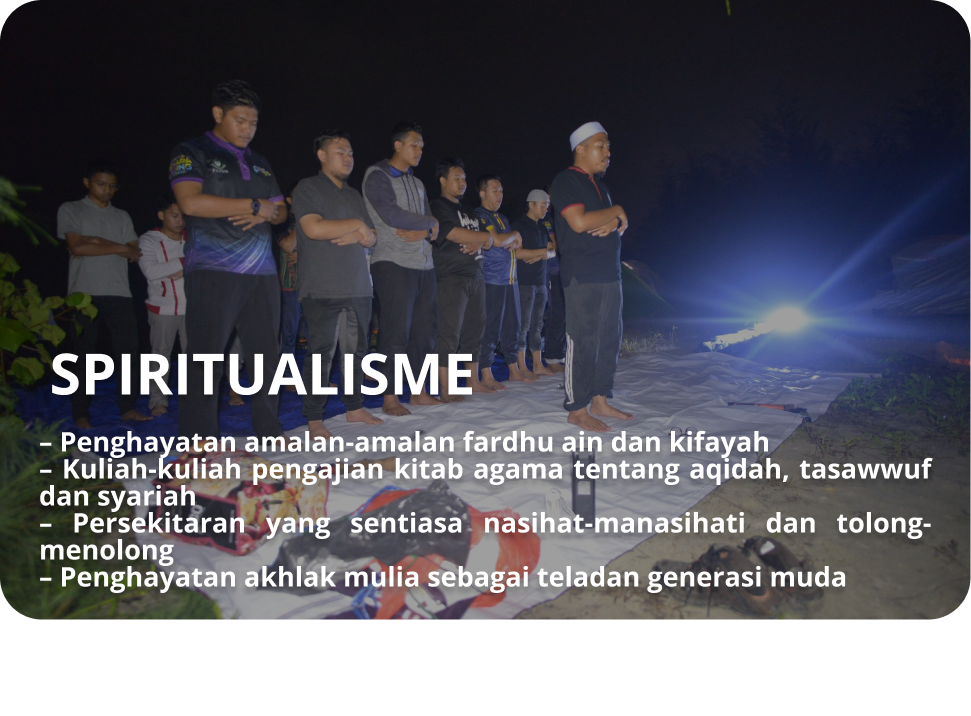 SPIRITUALISME
– Penghayatan amalan-amalan fardhu ain dan kifayah
– Kuliah-kuliah pengajian kitab agama tentang aqidah, tasawwuf
dan syariah
– Persekitaran yang sentiasa nasihat-manasihati dan tolong-
menolong
– Penghayatan akhlak mulia sebagai teladan generasi muda